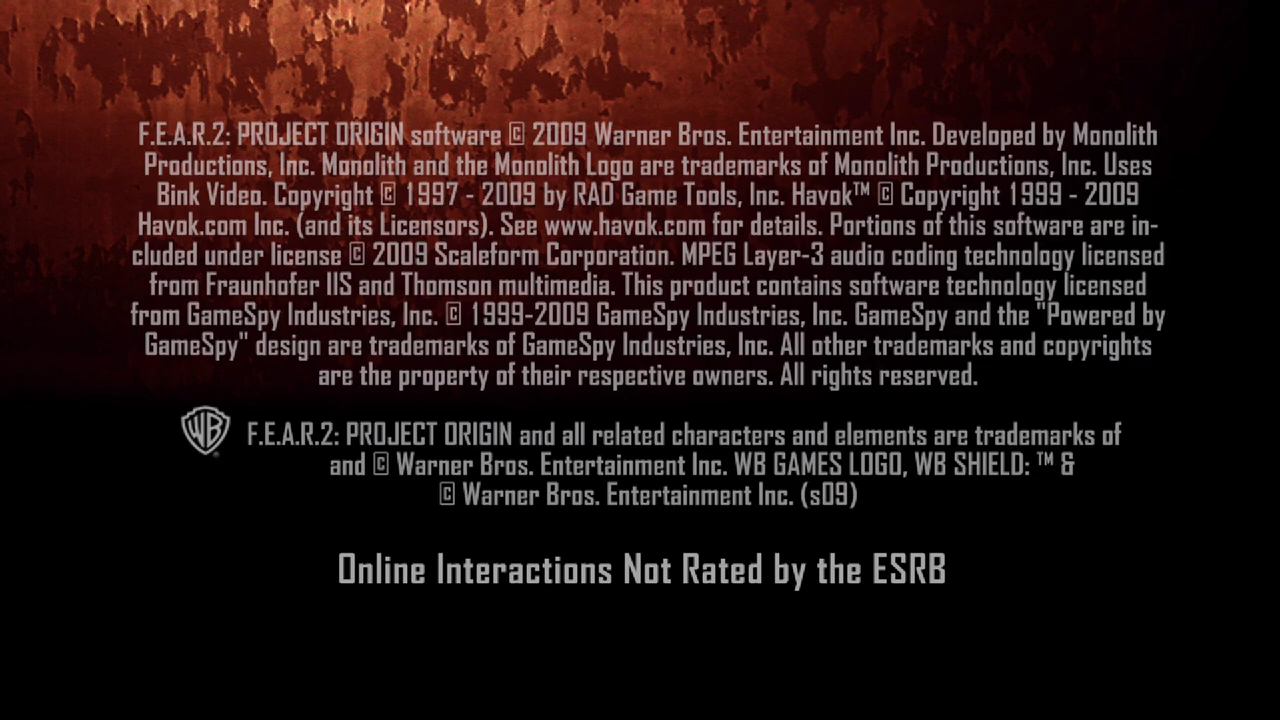 F.E.A.R.2: PROJECT ORIGIN software © 2009 Warner Bros. Entertainment Inc. Developed by Monolith
Productions, Inc. Monolith and the Monolith Logo are trademarks of Monolith Productions, Inc. Uses
Bink Video. Copyright © 1997 - 2009 by RAD Game Tools, Inc. Havok™ © Copyright 1999 - 2009
Havok.com Inc. (and its Licensors). See www.havok.com for details. Portions of this software are in-
cluded under license © 2009 Scaleform Corporation. MPEG Layer-3 audio coding technology licensed
from Fraunhofer IIS and Thomson multimedia. This product contains software technology licensed
from GameSpy Industries, Inc. © 1999-2009 GameSpy Industries, Inc. GameSpy and the "Powered by
GameSpy" design are trademarks of GameSpy Industries, Inc. All other trademarks and copyrights
are the property of their respective owners. All rights reserved.
WB F.E.A.R.2: PROJECT ORIGIN and all related characters and elements are trademarks of
and © Warner Bros. Entertainment Inc. WB GAMES LOGO, WB SHIELD: ™ &
© Warner Bros. Entertainment Inc. (s09)
Online Interactions Not Rated by the ESRB